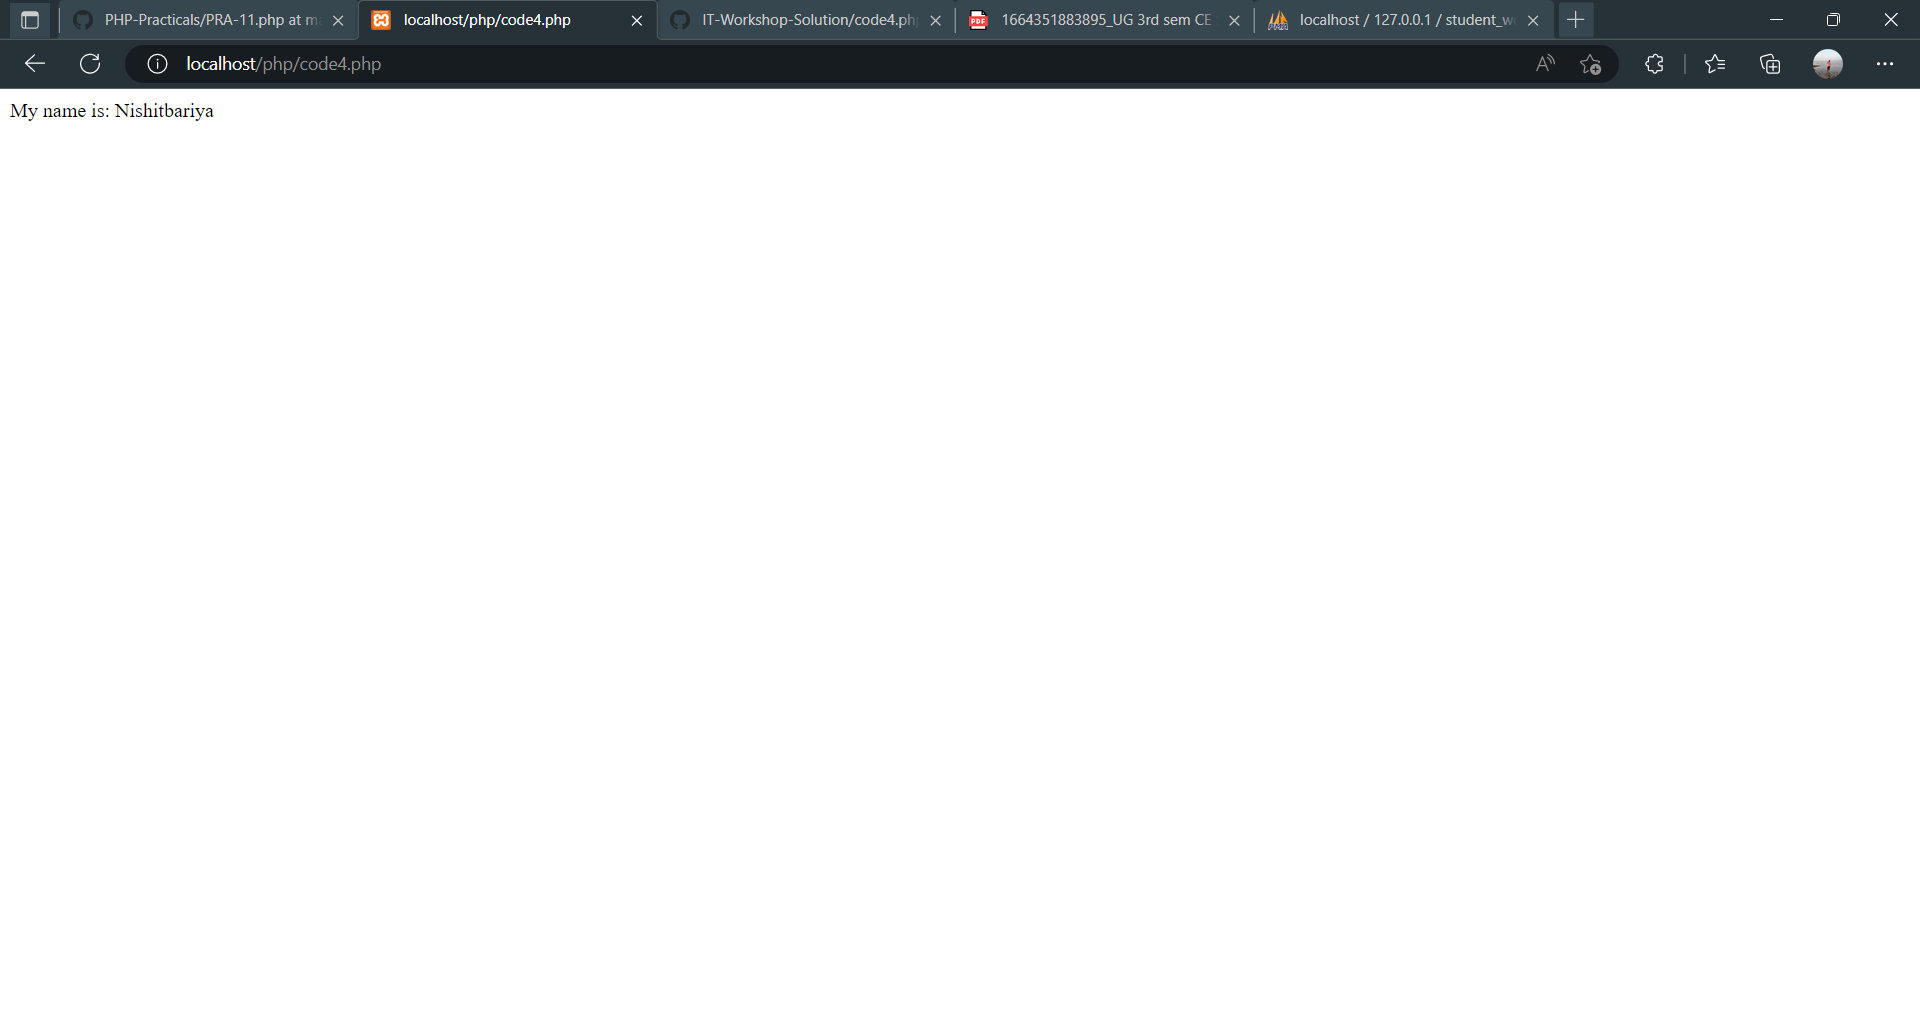 PHP-Practicals/PRA-11.php at m
localhost/php/code4.php
IT-Workshop-Solution/code4.ph
1664351883895_UG 3rd sem CE
localhost / 127.0.0.1 / student_w
localhost/php/code4.php
My name is: Nishitbariya